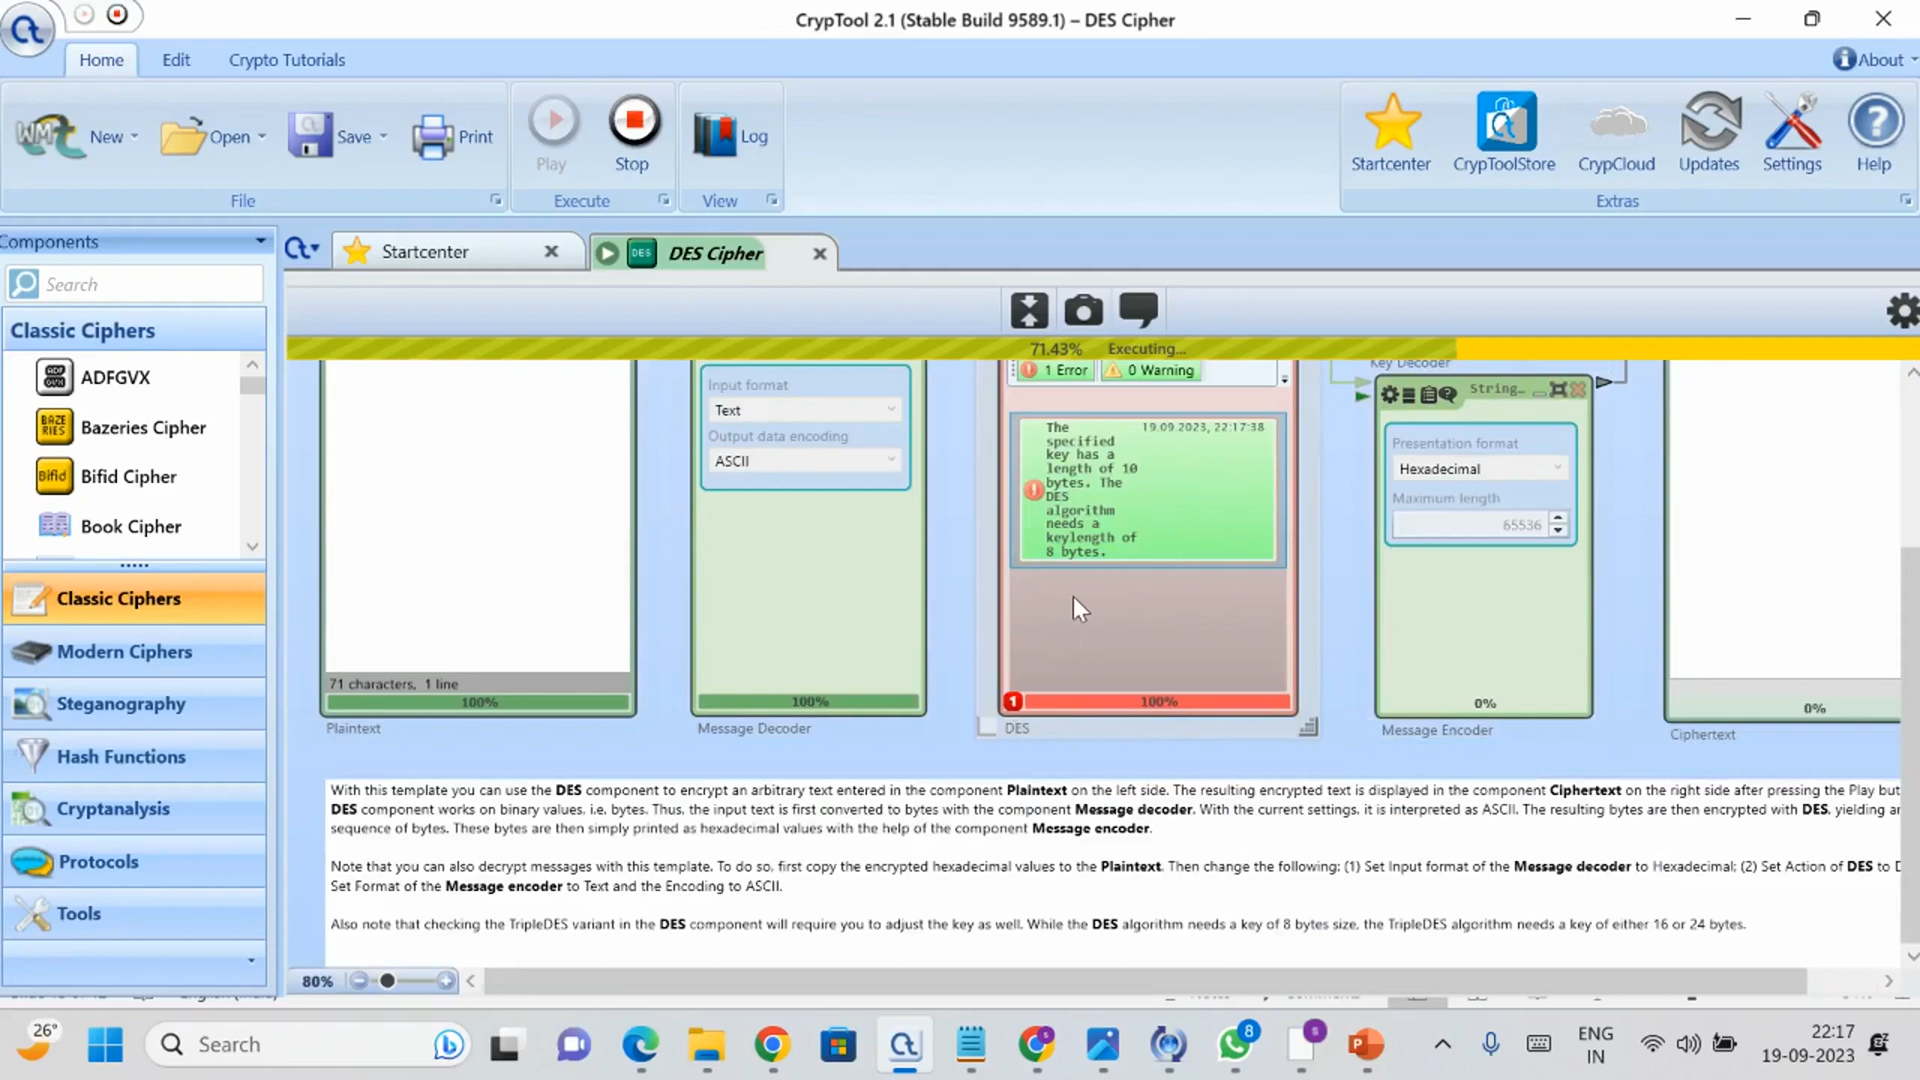 CrypTool 2.1 (Stable Build 9589.1) – DES Cipher
Home Edit Crypto Tutorials About
New Open Save Print Play Stop Log Startcenter CrypToolStore CrypCloud Updates Settings Help
File Execute View Extras
Components
Startcenter
DES
DES Cipher
Search
Classic Ciphers
71.43% Executing...
ADFGVX
Bazeries Cipher
Bifid Cipher
Book Cipher
Classic Ciphers
Modern Ciphers
Steganography
Hash Functions
Cryptanalysis
Protocols
Tools
71 characters, 1 line
100%
Plaintext
Input format
Text
Output data encoding
ASCII
100%
Message Decoder
1 Error 0 Warning
The 19.09.2023, 22:17:38
specified
key has a
length of 10
bytes. The
DES
algorithm
needs a
keylength of
8 bytes.
1 100%
DES
Key Decoder
String...
Presentation format
Hexadecimal
Maximum length
65536
0%
Message Encoder
0%
Ciphertext
With this template you can use the DES component to encrypt an arbitrary text entered in the component Plaintext on the left side. The resulting encrypted text is displayed in the component Ciphertext on the right side after pressing the Play but
DES component works on binary values, i.e. bytes. Thus, the input text is first converted to bytes with the component Message decoder. With the current settings, it is interpreted as ASCII. The resulting bytes are then encrypted with DES, yielding ar
sequence of bytes. These bytes are then simply printed as hexadecimal values with the help of the component Message encoder.
Note that you can also decrypt messages with this template. To do so, first copy the encrypted hexadecimal values to the Plaintext. Then change the following: (1) Set Input format of the Message decoder to Hexadecimal; (2) Set Action of DES to D
Set Format of the Message encoder to Text and the Encoding to ASCII.
Also note that checking the TripleDES variant in the DES component will require you to adjust the key as well. While the DES algorithm needs a key of 8 bytes size, the TripleDES algorithm needs a key of either 16 or 24 bytes.
80%
26°
Search
8
ENG
IN
22:17
19-09-2023